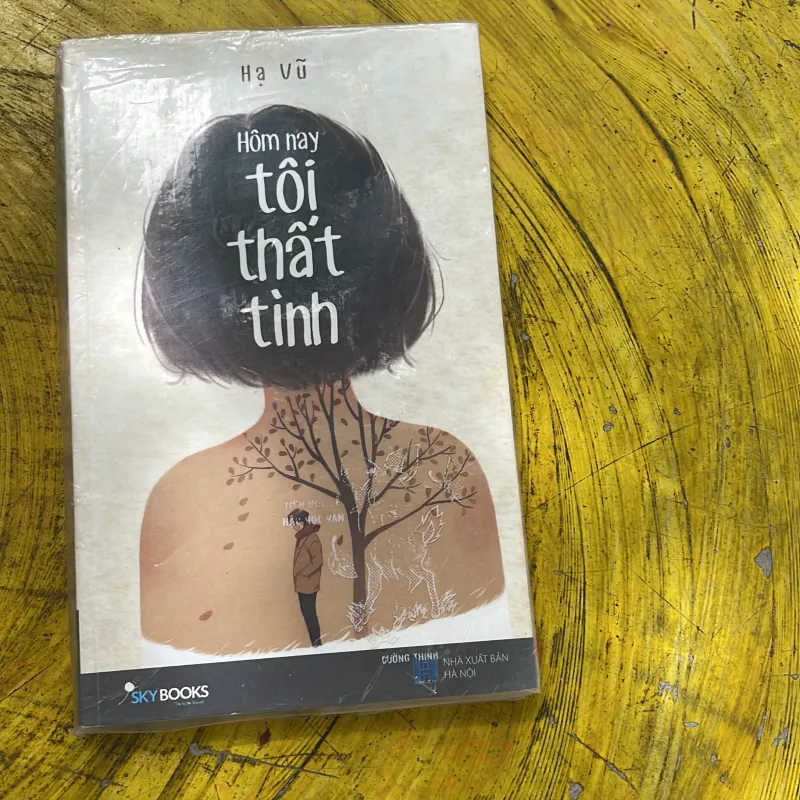 Hạ Vũ
Hôm nay
tôi
thất
tình
CƯỜNG THỊNH
NHÀ XUẤT BẢN
HÀ NỘI
SKYBOOKS